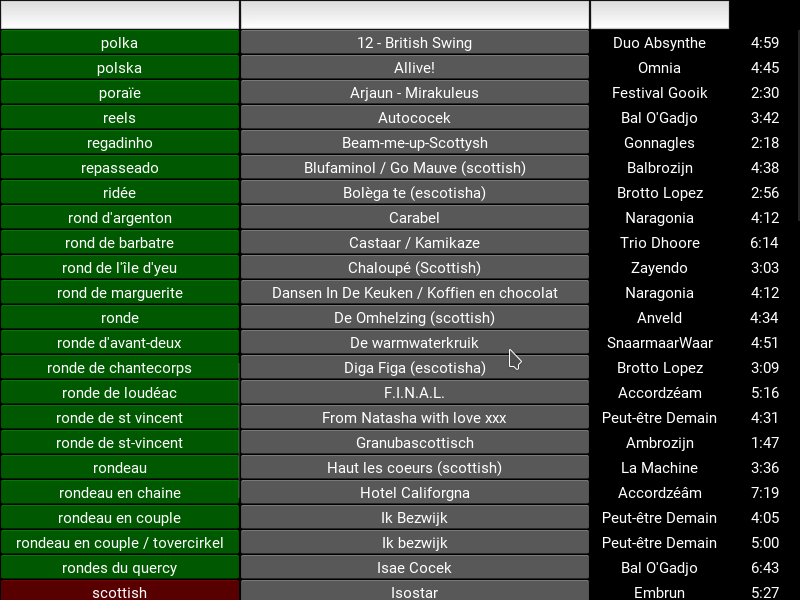 polka 12 - British Swing Duo Absynthe 4:59
polska Allive! Omnia 4:45
poraïe Arjaun - Mirakuleus Festival Gooik 2:30
reels Autococek Bal O'Gadjo 3:42
regadinho Beam-me-up-Scottysh Gonnagles 2:18
repasseado Blufaminol / Go Mauve (scottish) Balbrozijn 4:38
ridée Bolèga te (escotisha) Brotto Lopez 2:56
rond d'argenton Carabel Naragonia 4:12
rond de barbatre Castaar / Kamikaze Trio Dhoore 6:14
rond de l'île d'yeu Chaloupé (Scottish) Zayendo 3:03
rond de marguerite Dansen In De Keuken / Koffien en chocolat Naragonia 4:12
ronde De Omhelzing (scottish) Anveld 4:34
ronde d'avant-deux De warmwaterkruik SnaarmaarWaar 4:51
ronde de chantecorps Diga Figa (escotisha) Brotto Lopez 3:09
ronde de loudéac F.I.N.A.L. Accordzéam 5:16
ronde de st vincent From Natasha with love xxx Peut-être Demain 4:31
ronde de st-vincent Granubascottisch Ambrozijn 1:47
rondeau Haut les coeurs (scottish) La Machine 3:36
rondeau en chaine Hotel Califorgna Accordzéâm 7:19
rondeau en couple Ik Bezwijk Peut-être Demain 4:05
rondeau en couple / tovercirkel Ik bezwijk Peut-être Demain 5:00
rondes du quercy Isae Cocek Bal O'Gadjo 6:43
scottish Isostar Embrun 5:27